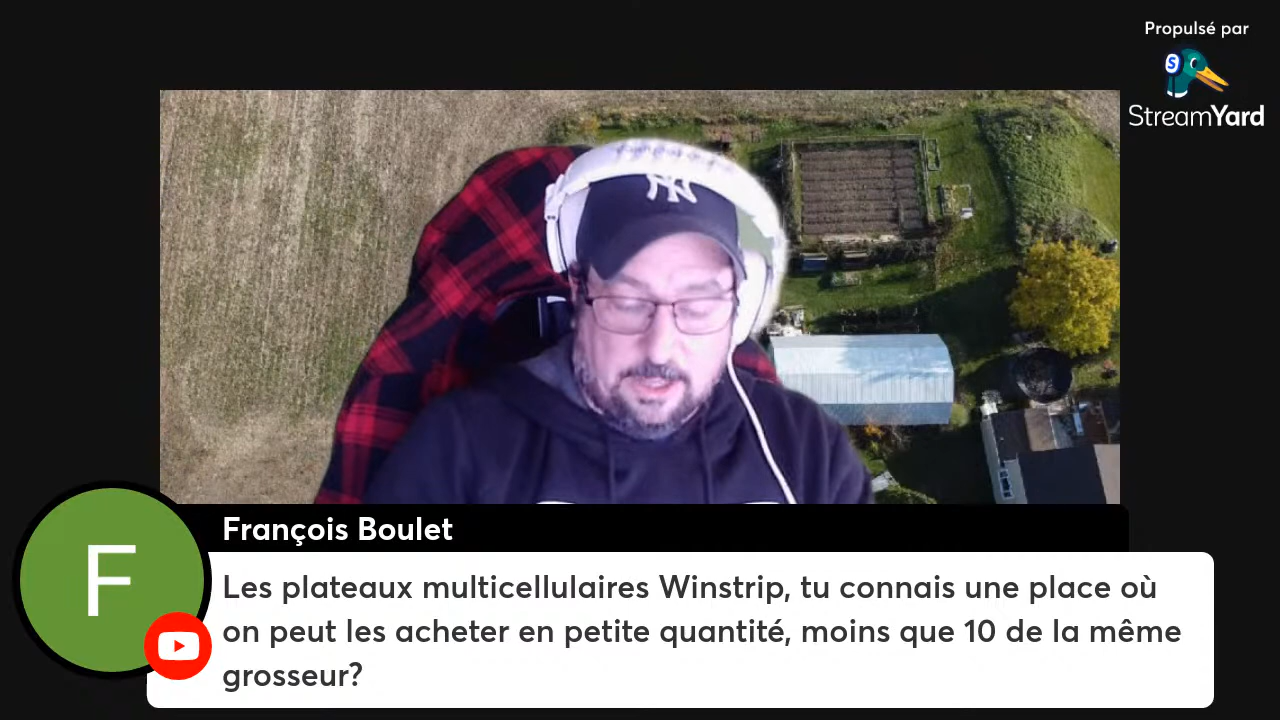 Propulsé par
StreamYard
NY
François Boulet
F
Les plateaux multicellulaires Winstrip, tu connais une place où
on peut les acheter en petite quantité, moins que 10 de la même
grosseur?